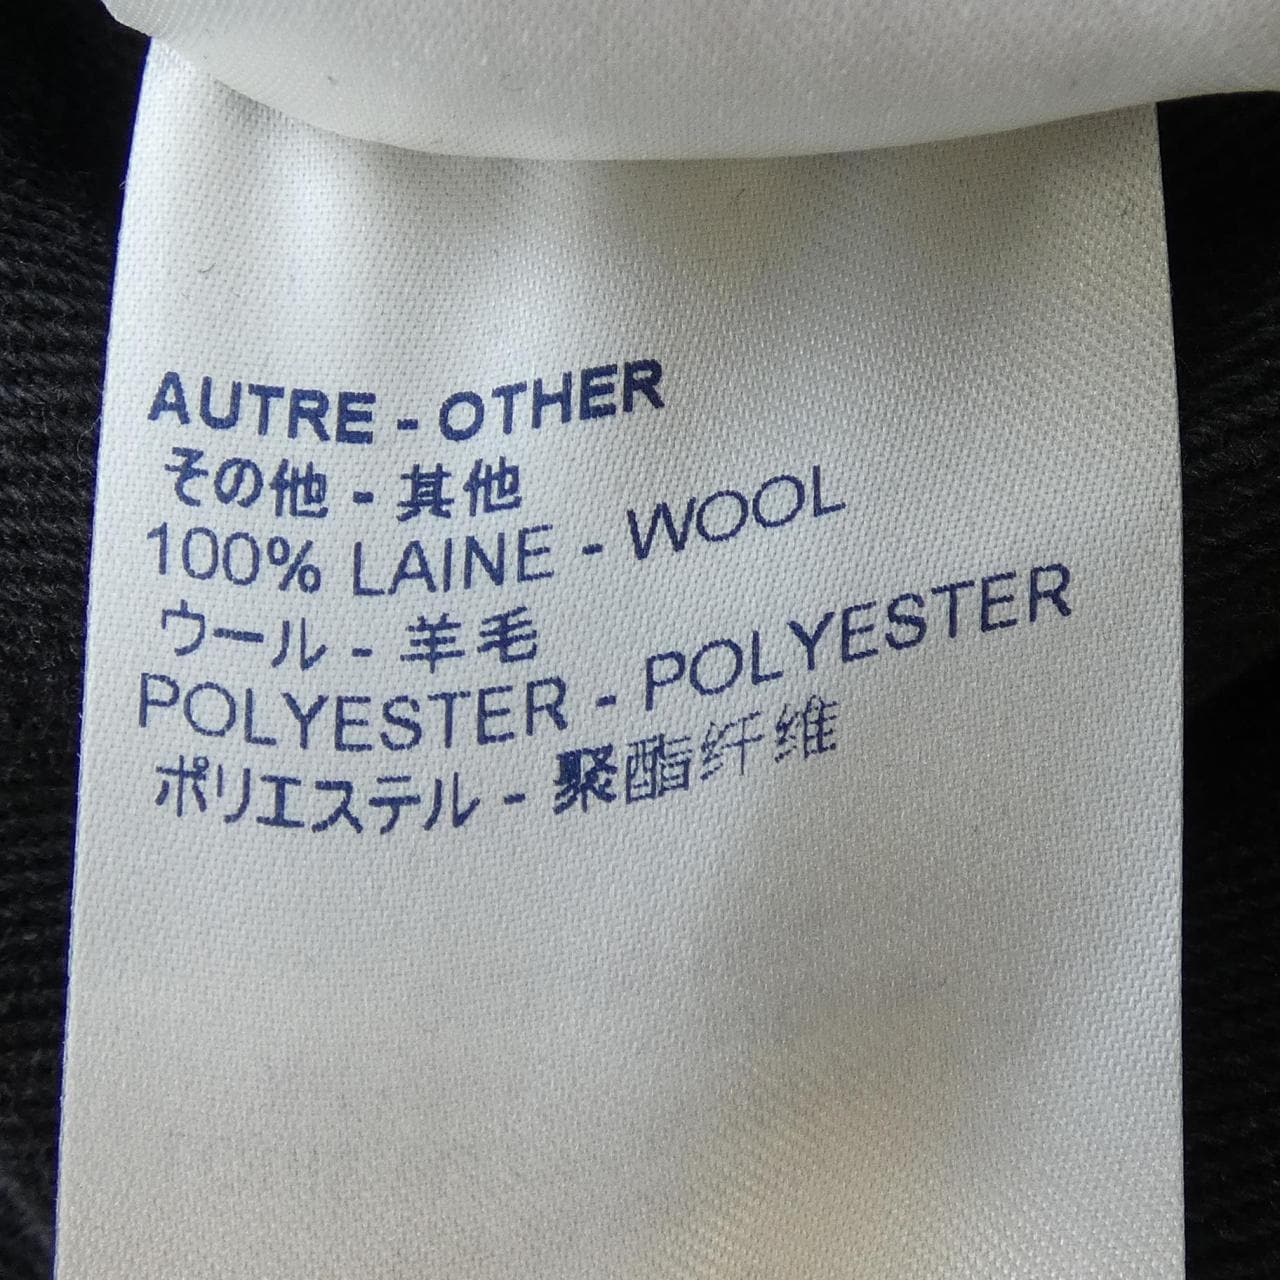 AUTRE - OTHER
その他 - 其他
100% LAINE - WOOL
ウール - 羊毛
POLYESTER - POLYESTER
ポリエステル - 聚酯纤维